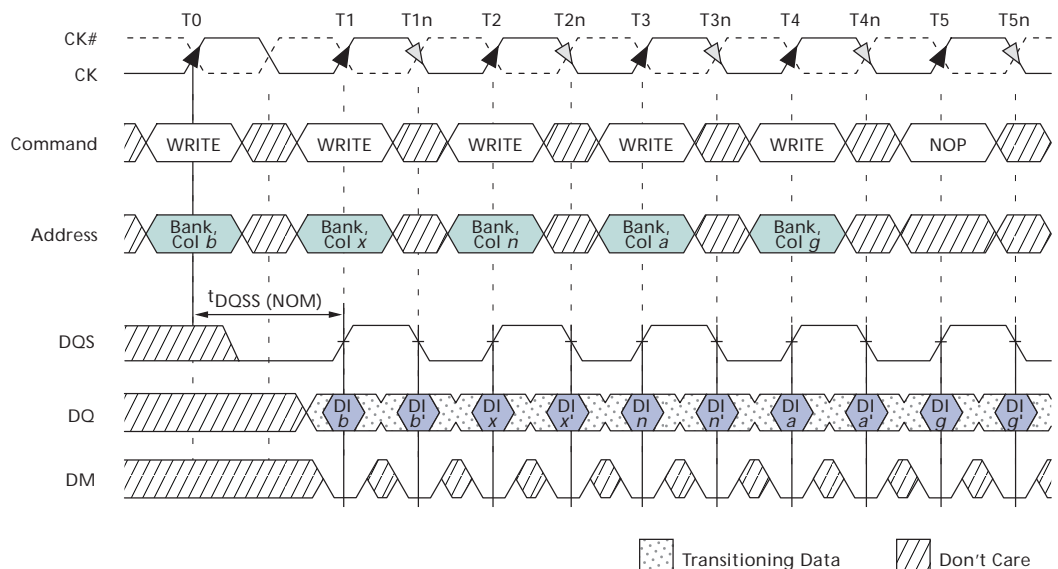 T0 T1 T1n T2 T2n T3 T3n T4 T4n T5 T5n
CK#
CK
Command WRITE WRITE WRITE WRITE WRITE NOP
Address Bank, Col b Bank, Col x Bank, Col n Bank, Col a Bank, Col g
tDQSS (NOM)
DQS
DQ DI b DI b' DI x DI x' DI n DI n' DI a DI a' DI g DI g'
DM
Transitioning Data Don't Care